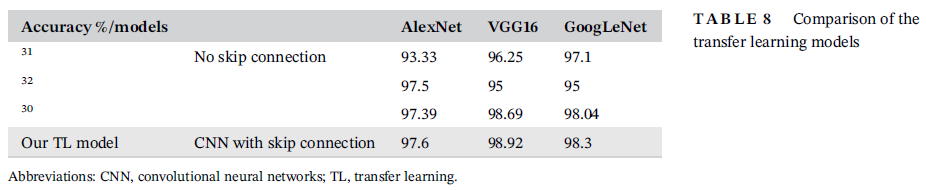 Accuracy %/models AlexNet VGG16 GoogLeNet
31 No skip connection 93.33 96.25 97.1
32 97.5 95 95
30 97.39 98.69 98.04
Our TL model CNN with skip connection 97.6 98.92 98.3
Abbreviations: CNN, convolutional neural networks; TL, transfer learning.
TABLE 8 Comparison of the
transfer learning models